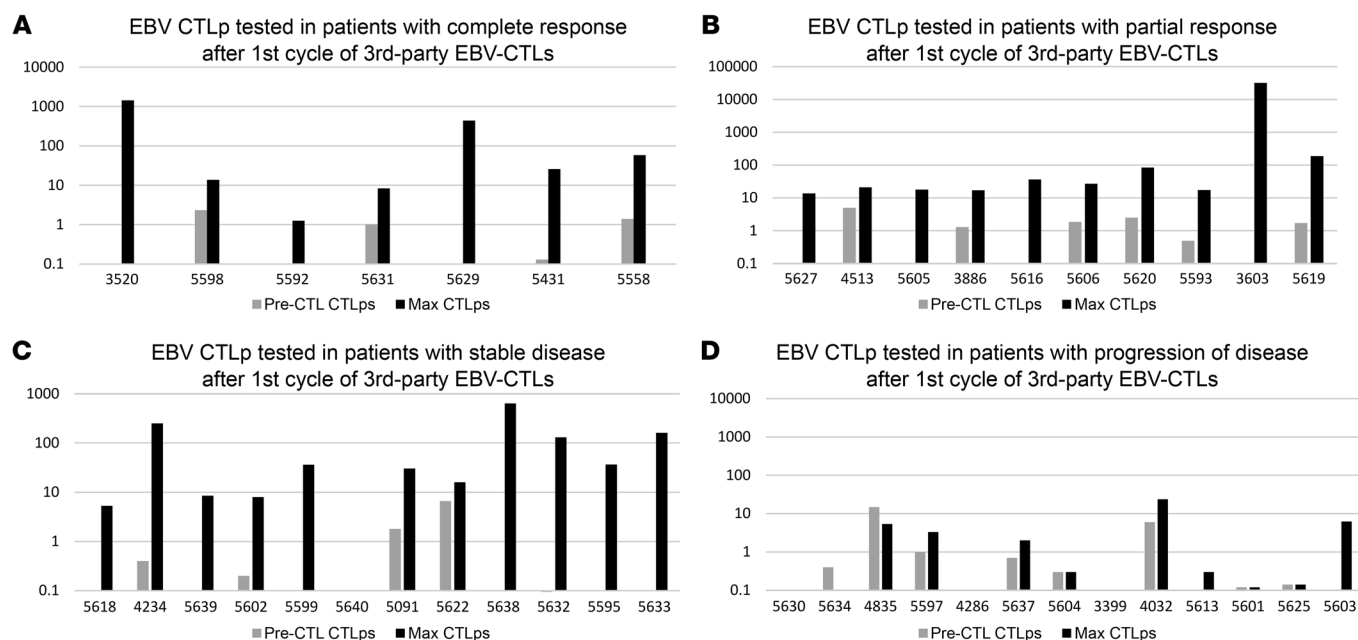 A
EBV CTLp tested in patients with complete response
after 1st cycle of 3rd-party EBV-CTLs
10000
1000
100
10
1
0.1
3520 5598 5592 5631 5629 5431 5558
Pre-CTL CTLps Max CTLps
B
EBV CTLp tested in patients with partial response
after 1st cycle of 3rd-party EBV-CTLs
100000
10000
1000
100
10
1
0.1
5627 4513 5605 3886 5616 5606 5620 5593 3603 5619
Pre-CTL CTLps Max CTLps
C
EBV CTLp tested in patients with stable disease
after 1st cycle of 3rd-party EBV-CTLs
1000
100
10
1
0.1
5618 4234 5639 5602 5599 5640 5091 5622 5638 5632 5595 5633
Pre-CTL CTLps Max CTLps
D
EBV CTLp tested in patients with progression of disease
after 1st cycle of 3rd-party EBV-CTLs
10000
1000
100
10
1
0.1
5630 5634 4835 5597 4286 5637 5604 3399 4032 5613 5601 5625 5603
Pre-CTL CTLps Max CTLps